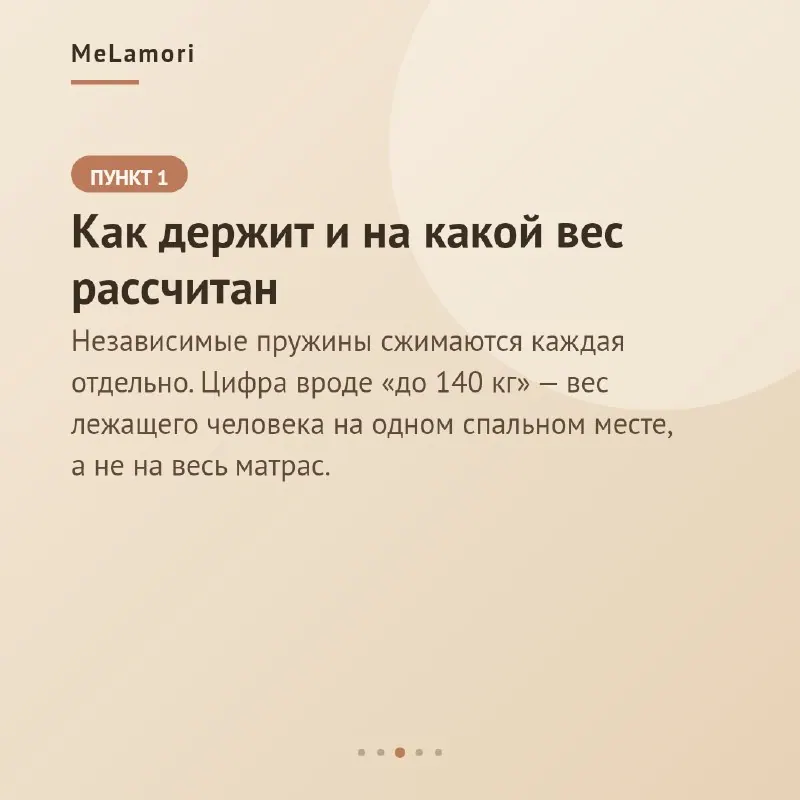 MeLamori
ПУНКТ 1
Как держит и на какой вес
рассчитан
Независимые пружины сжимаются каждая
отдельно. Цифра вроде «до 140 кг» — вес
лежащего человека на одном спальном месте,
а не на весь матрас.